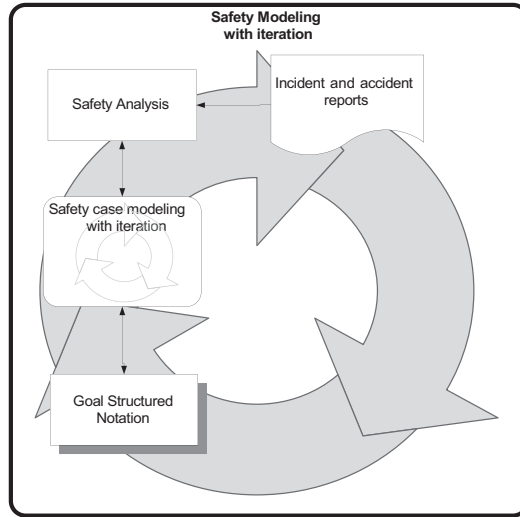 Safety Modeling
with iteration
Safety Analysis
Incident and accident
reports
Safety case modeling
with iteration
Goal Structured
Notation